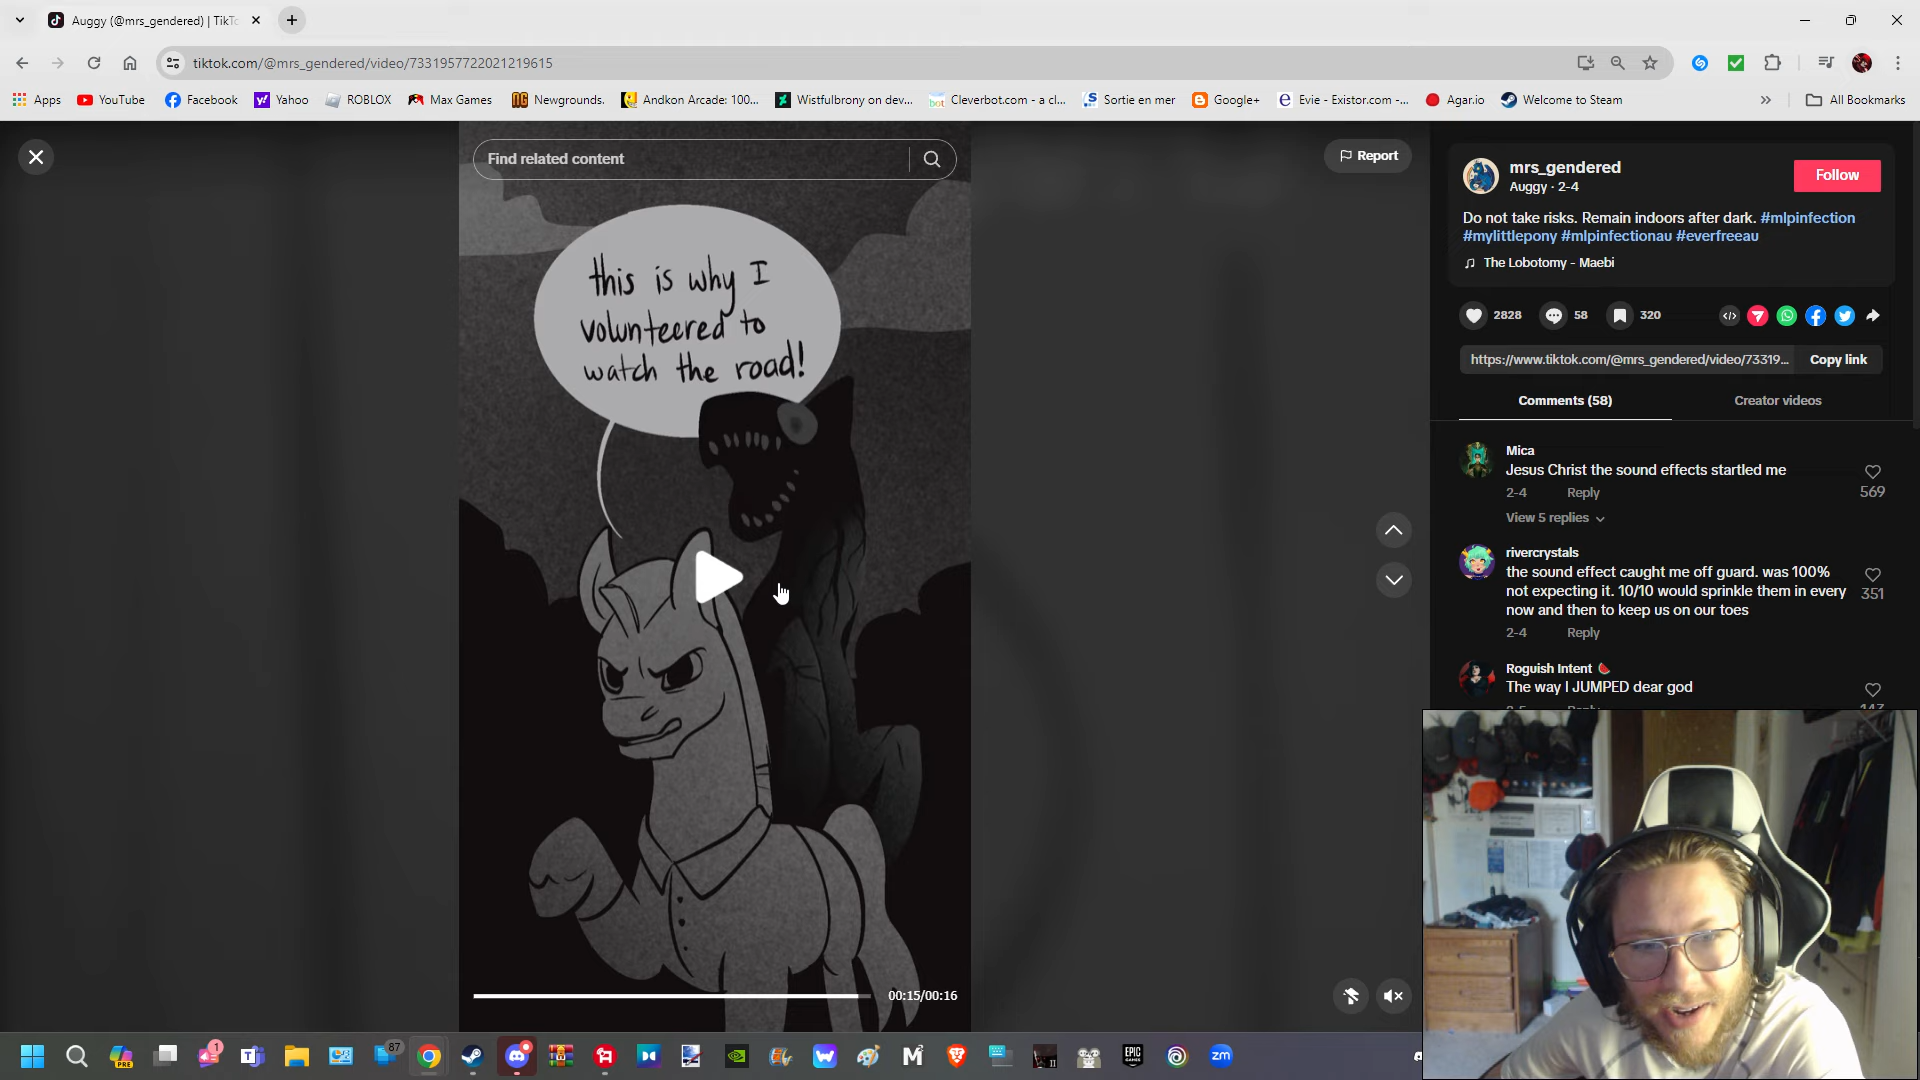 Auggy (@mrs_gendered) | TikTo
tiktok.com/@mrs_gendered/video/7331957722021219615
Apps YouTube Facebook Yahoo ROBLOX Max Games Newgrounds. Andkon Arcade: 100... Wistfulbrony on dev... Cleverbot.com - a cl... Sortie en mer Google+ Evie - Existor.com -... Agar.io Welcome to Steam » All Bookmarks
Find related content
Report
this is why I
volunteered to
watch the road!
00:15/00:16
mrs_gendered
Auggy · 2-4
Follow
Do not take risks. Remain indoors after dark. #mlpinfection
#mylittlepony #mlpinfectionau #everfreeau
The Lobotomy - Maebi
2828 58 320
https://www.tiktok.com/@mrs_gendered/video/73319... Copy link
Comments (58) Creator videos
Mica
Jesus Christ the sound effects startled me
2-4 Reply
569
View 5 replies
rivercrystals
the sound effect caught me off guard. was 100%
not expecting it. 10/10 would sprinkle them in every
now and then to keep us on our toes
351
2-4 Reply
Roguish Intent
The way I JUMPED dear god
PRE 1 87 EPIC GAMES zm